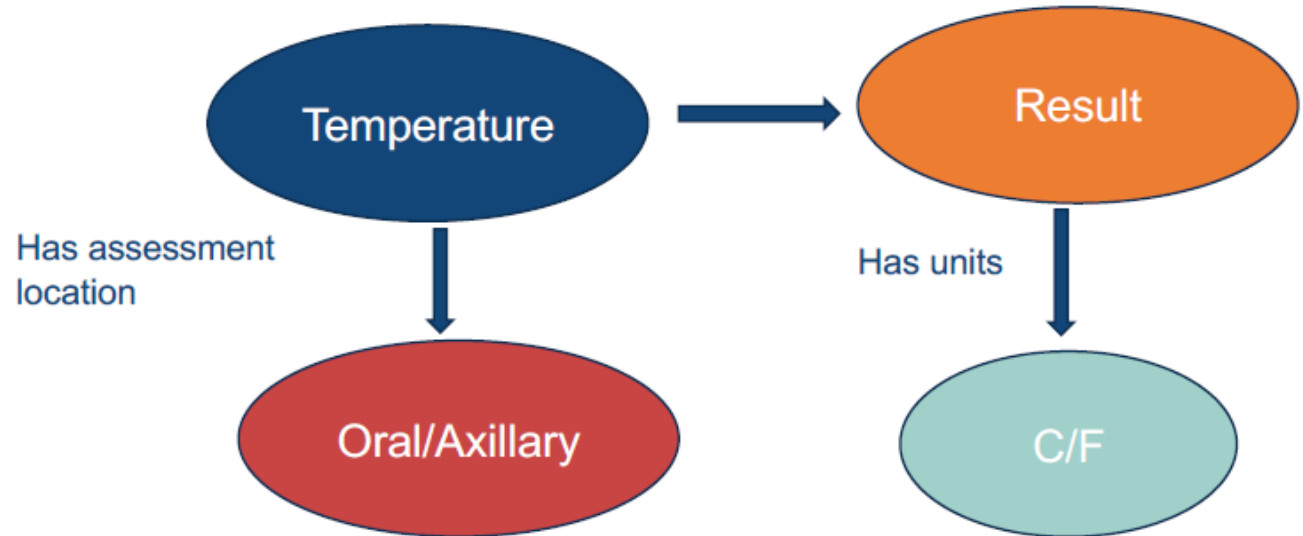 Temperature
Result
Has assessment
location
Has units
Oral/Axillary
C/F